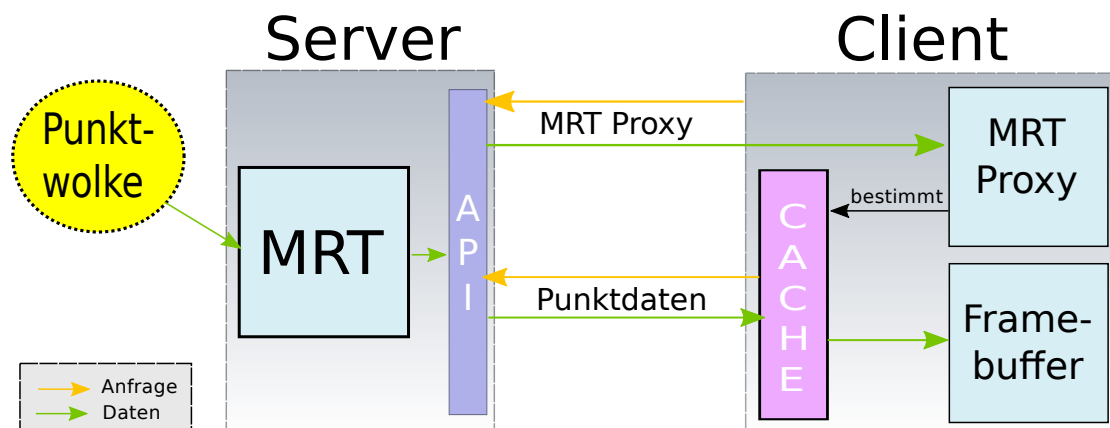 Server
Client
Punkt-
wolke
MRT
A
P
I
MRT Proxy
Punktdaten
C
A
C
H
E
bestimmt
MRT
Proxy
Frame-
buffer
Anfrage
Daten